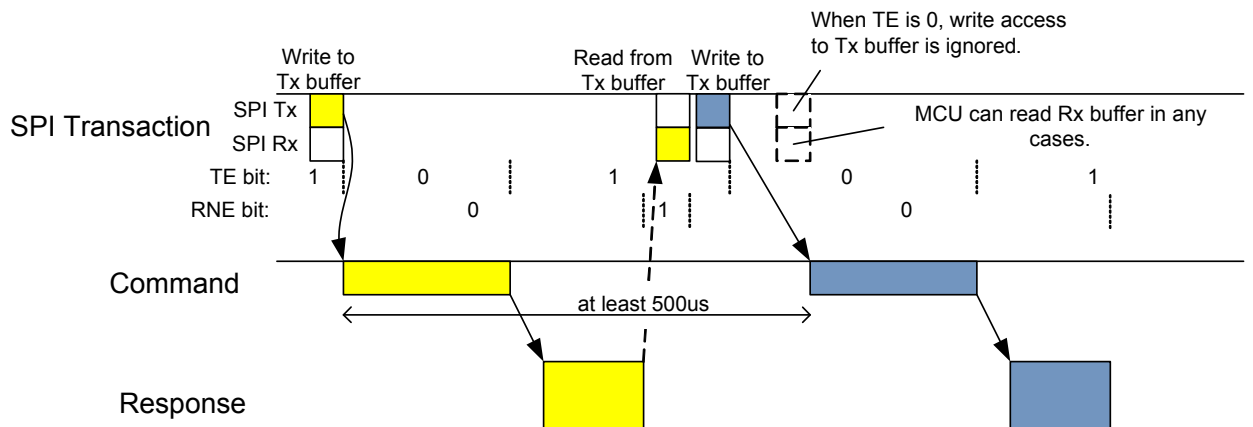 When TE is 0, write access
to Tx buffer is ignored.
Write to
Tx buffer
Read from
Tx buffer
Write to
Tx buffer
SPI Transaction
SPI Tx
SPI Rx
MCU can read Rx buffer in any
cases.
TE bit: 1 0 1 0 1
RNE bit: 0 1 0
Command
at least 500us
Response